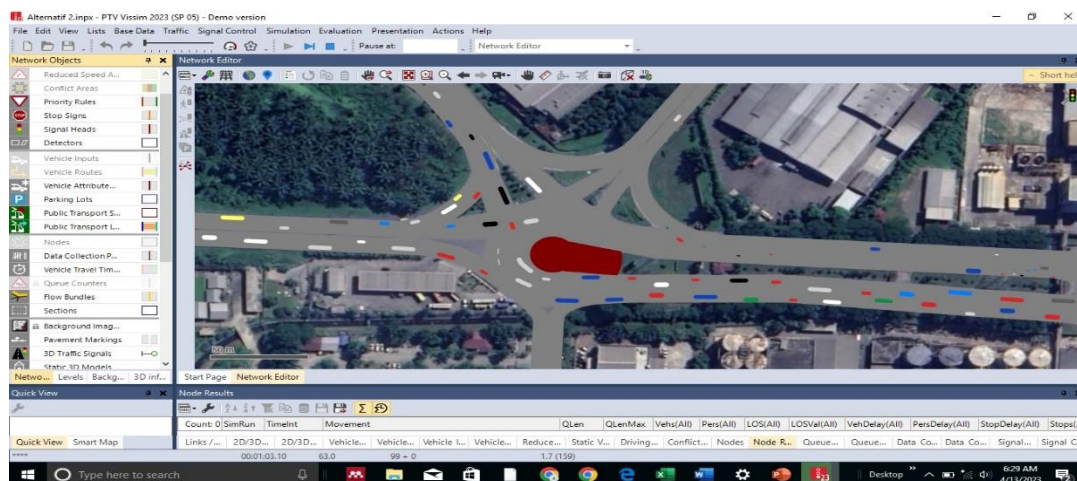 Alternatif 2.inpx - PTV Vissim 2023 (SP 05) - Demo version
File Edit View Lists Base Data Traffic Signal Control Simulation Evaluation Presentation Actions Help
Pause at: Network Editor
Network Objects
Network Editor
Short hel
Reduced Speed A...
Conflict Areas
Priority Rules
Stop Signs
Signal Heads
Detectors
Vehicle Inputs
Vehicle Routes
Vehicle Attribute...
Parking Lots
Public Transport S...
Public Transport L...
Nodes
Data Collection P...
Vehicle Travel Tim...
Queue Counters
Flow Bundles
Sections
Background Imag...
Pavement Markings
3D Traffic Signals
Static 3D Models
50 m
Netwo... Levels Backg... 3D inf...
Start Page Network Editor
Quick View
Node Results
Count: 0 SimRun TimeInt Movement QLen QLenMax Vehs(All) Pers(All) LOS(All) LOSVal(All) VehDelay(All) PersDelay(All) StopDelay(All) Stops(
Quick View Smart Map
Links /... 2D/3D... 2D/3D... Vehicle... Vehicle... Vehicle I... Vehicle... Reduce... Static V... Driving... Conflict... Nodes Node R... Queue... Queue... Data Co... Data Co... Signal... Signal C
**** 00:01:03.10 63.0 99 + 0 1.7 (159)
Type here to search
Desktop
6:29 AM
4/13/2023